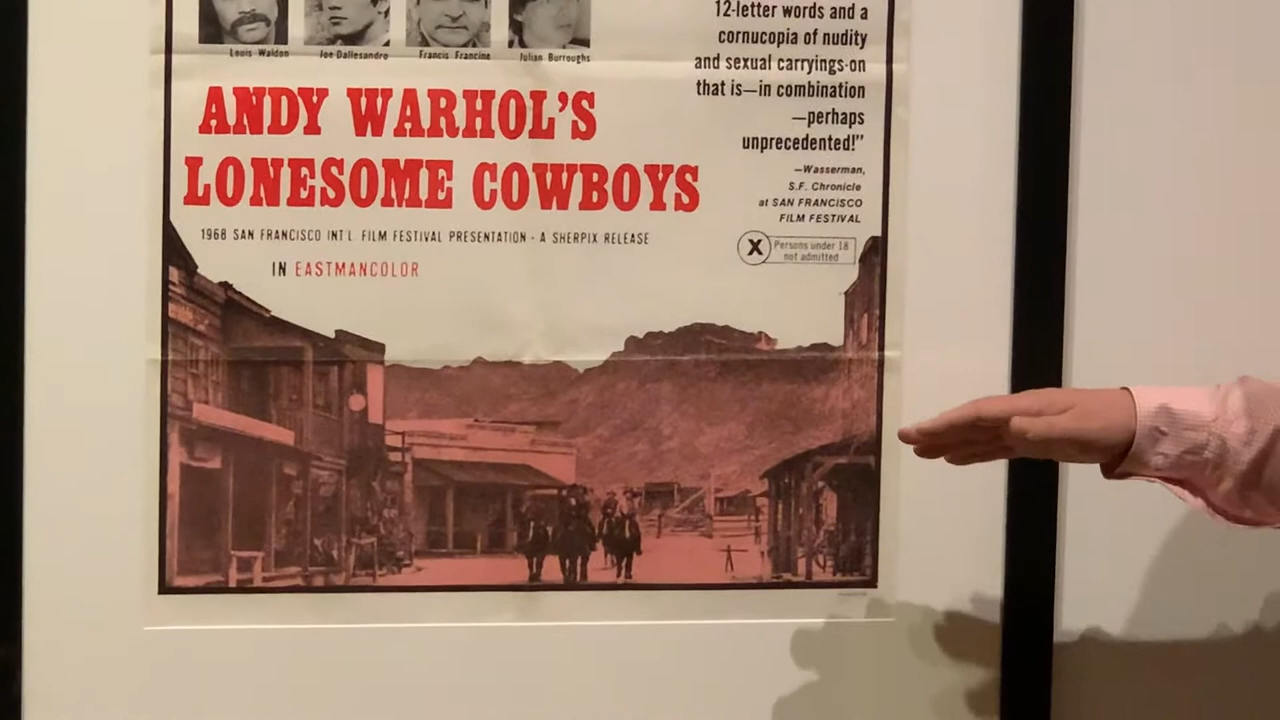 Louis Waldon
Joe Dallesandro
Francis Francine
Julian Burroughs
12-letter words and a
cornucopia of nudity
and sexual carryings-on
that is—in combination
—perhaps
unprecedented!”
—Wasserman,
S.F. Chronicle
at SAN FRANCISCO
FILM FESTIVAL
X
Persons under 18
not admitted
ANDY WARHOL'S
LONESOME COWBOYS
1968 SAN FRANCISCO INT'L. FILM FESTIVAL PRESENTATION - A SHERPIX RELEASE
IN EASTMANCOLOR